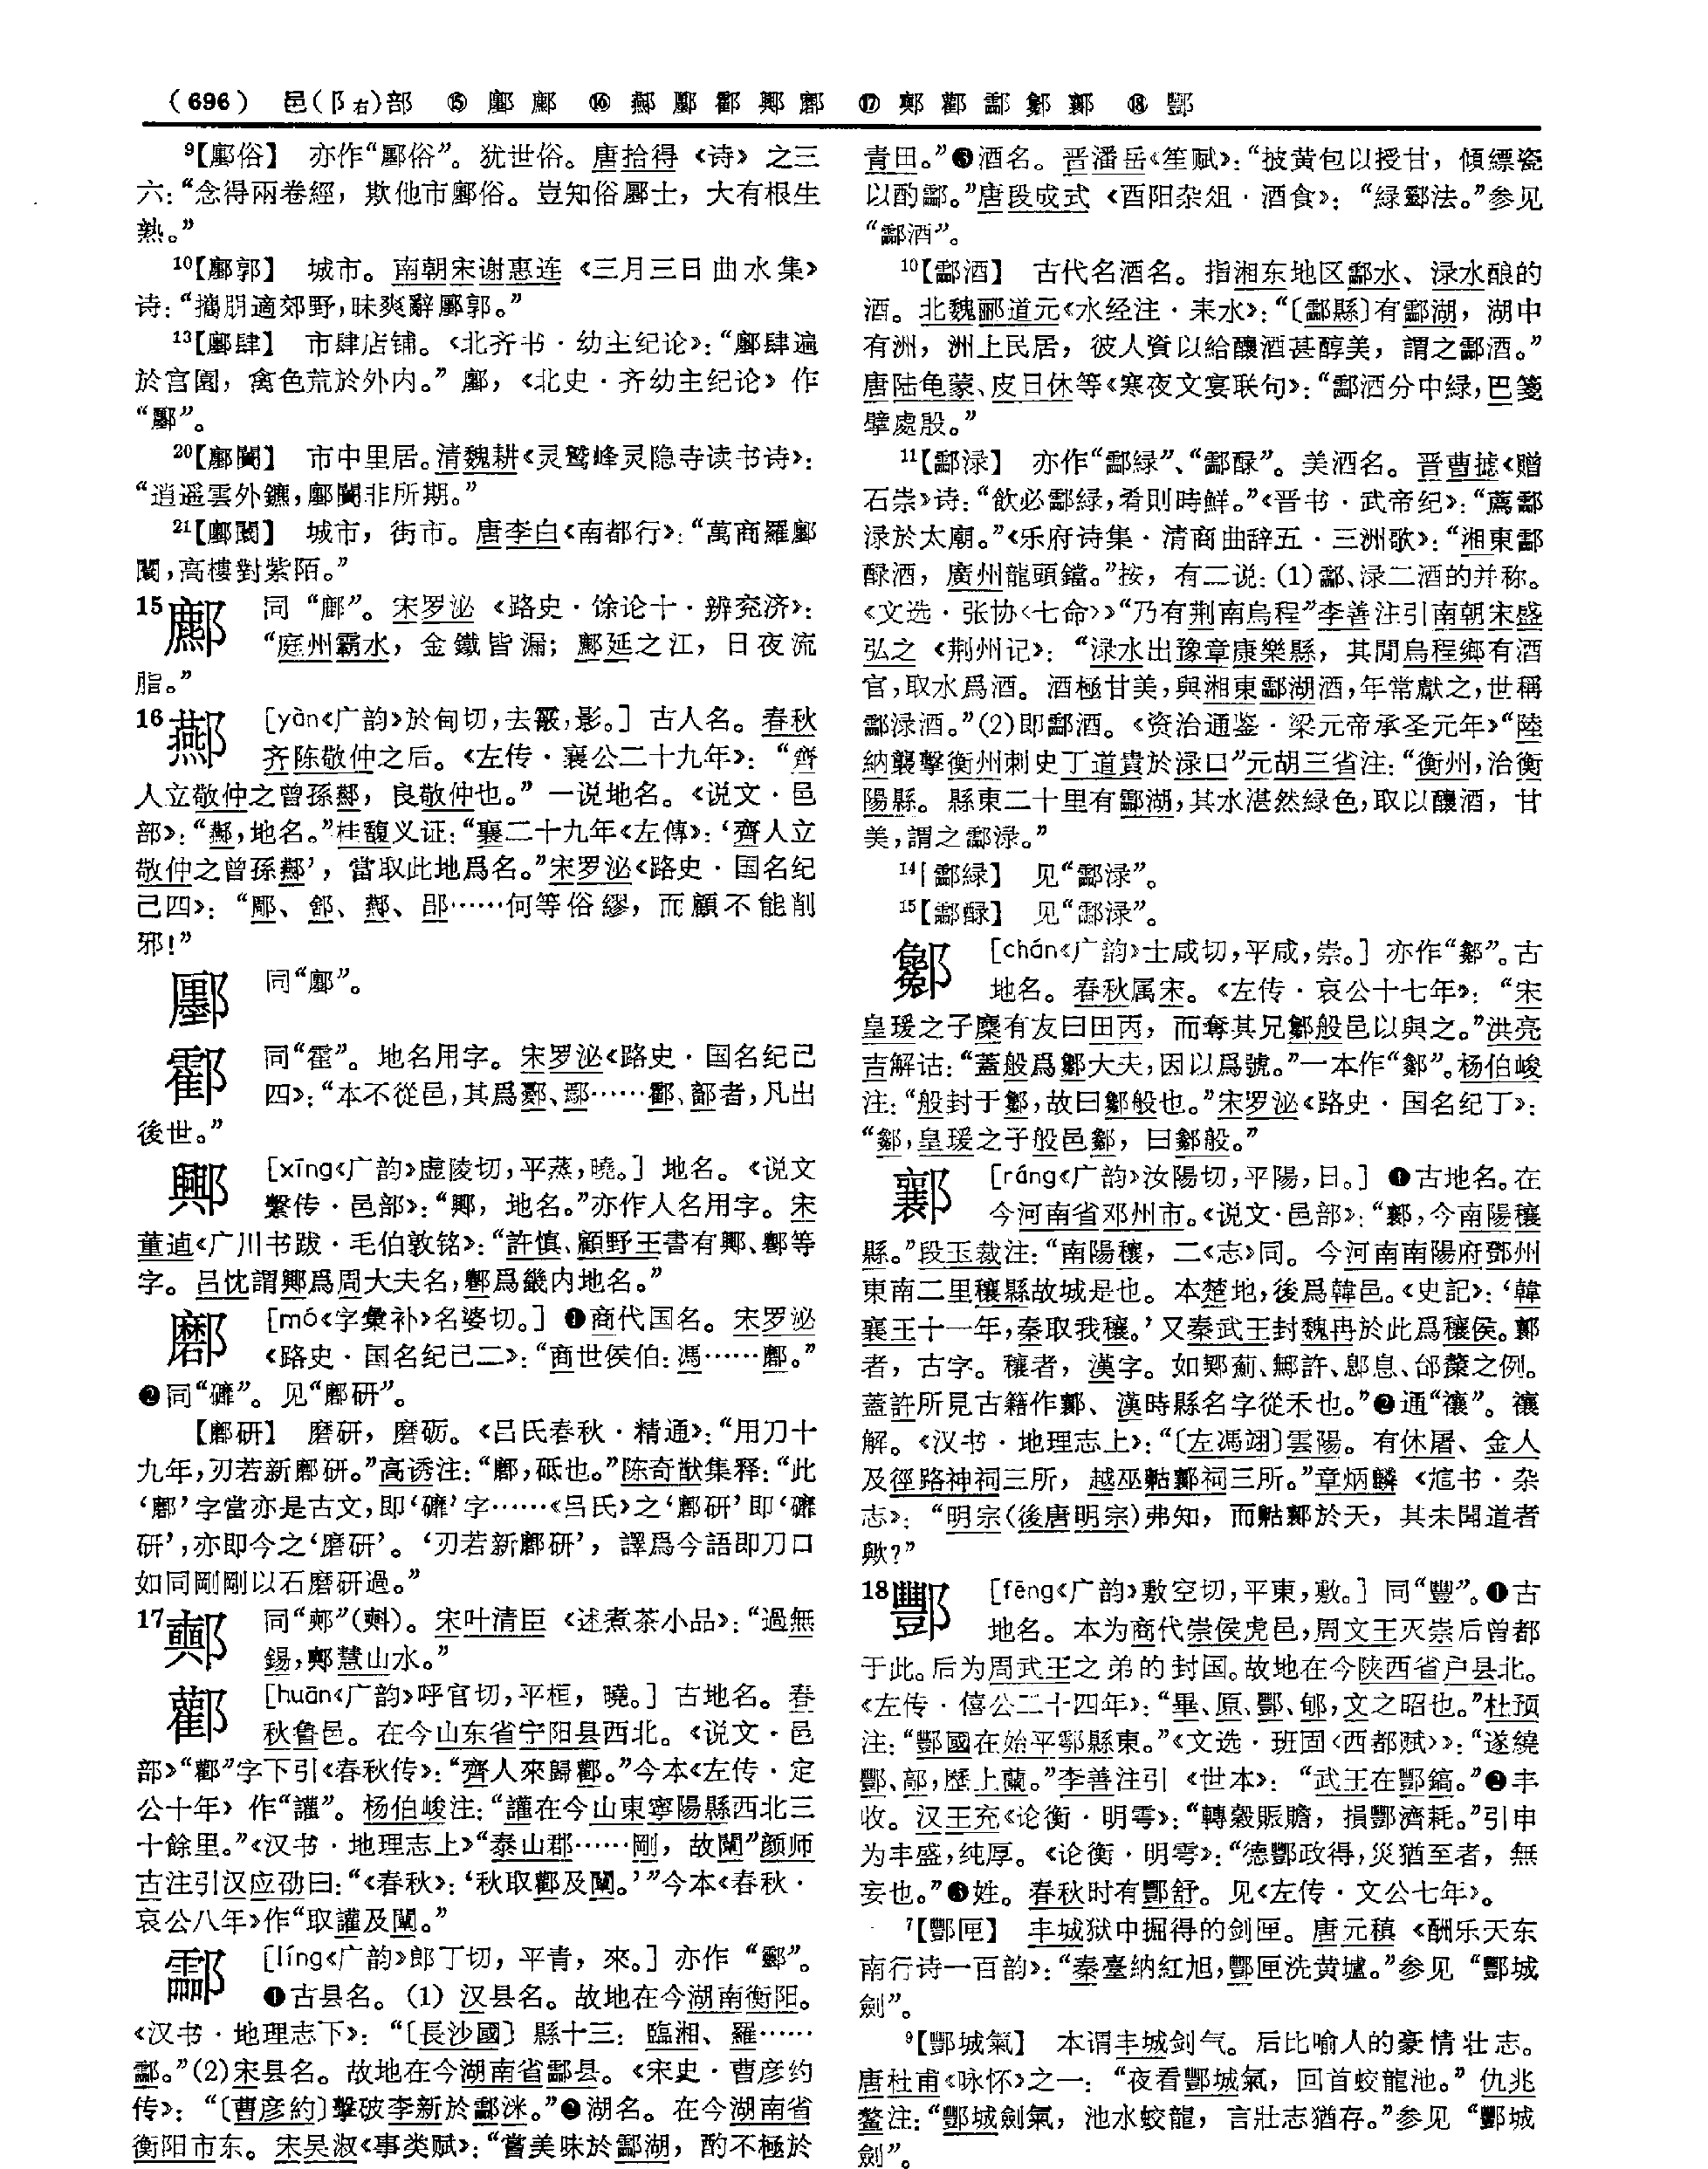 （696） 邑(阝右)部 ⑮ 鄽 鄜 ⑯ 酀 酃 䣤 鄽 ⑰ 酄 酃 酁 鄿 ⑱ 酆
9【鄽俗】 亦作“鄽俗”。犹世俗。唐拾得《诗》之三
六：“念得兩卷經，欺他市鄽俗。豈知俗鄽士，大有根生
熟。”
10【鄽郭】 城市。南朝宋谢惠连《三月三日曲水集》
诗：“攜朋適郊野，昧爽辭鄽郭。”
13【鄽肆】 市肆店铺。《北齐书·幼主纪论》：“鄽肆遍
於宫園，禽色荒於外内。”鄽，《北史·齐幼主纪论》作
“鄽”。
20【鄽闠】 市中里居。清魏耕《灵鹫峰灵隐寺读书诗》：
“逍遥雲外鑣，鄽闠非所期。”
21【鄽闤】 城市，街市。唐李白《南都行》：“萬商羅鄽
闤，高樓對紫陌。”
15 同“鄜”。宋罗泌《路史·馀论十·辨兖济》：
“庭州霸水，金鐵皆漏；延之江，日夜流
脂。”
16酀 [yàn《广韵》於甸切，去霰，影。] 古人名。春秋
齐陈敬仲之后。《左传·襄公二十九年》：“齊
人立敬仲之曾孫酀，良敬仲也。”一说地名。《说文·邑
部》：“酀，地名。”桂馥义证：“襄二十九年《左傳》：‘齊人立
敬仲之曾孫酀’，當取此地爲名。”宋罗泌《路史·国名纪
己四》：“郮、郐、酀、郘……何等俗繆，而顧不能削
邪！”
同“鄽”。
同“霍”。地名用字。宋罗泌《路史·国名纪己
四》：“本不從邑，其爲……者，凡出
後世。”
[xīng《广韵》虚陵切，平蒸，曉。] 地名。《说文
繫传·邑部》：“，地名。”亦作人名用字。宋
董逌《广川书跋·毛伯敦铭》：“許慎、顧野王書有等
字。吕忱謂爲周大夫名，爲畿内地名。”
[mó《字彙补》名婆切。] ❶商代国名。宋罗泌
《路史·国名纪己二》：“商世侯伯：馮……。”
❷同“礳”。见“研”。
【研】 磨研，磨砺。《吕氏春秋·精通》：“用刀十
九年，刃若新研。”高诱注：“，砥也。”陈奇猷集释：“此
‘’字當亦是古文，即‘礳’字……《吕氏》之‘研’即‘礳
研’，亦即今之‘磨研’。‘刃若新研’，譯爲今語即刀口
如同剛剛以石磨研過。”
17 同“”(㪺)。宋叶清臣《述煮茶小品》：“過無
錫，慧山水。”
酄 [huān《广韵》呼官切，平桓，曉。] 古地名。春
秋鲁邑。在今山东省宁阳县西北。《说文·邑
部》“酄”字下引《春秋传》：“齊人來歸酄。”今本《左传·定
公十年》作“讙”。杨伯峻注：“讙在今山東寧陽縣西北三
十餘里。”《汉书·地理志上》“泰山郡……剛，故闡”颜师
古注引汉应劭曰：“《春秋》：‘秋取酄及闡。’”今本《春秋·
哀公八年》作“取讙及闡。”
酃 [líng《广韵》郎丁切，平青，來。] 亦作“”。
❶古县名。(1)汉县名。故地在今湖南衡阳。
《汉书·地理志下》：“〔長沙國〕縣十三：臨湘、羅……
酃。”(2)宋县名。故地在今湖南省酃县。《宋史·曹彦约
传》：“〔曹彦約〕擊破李新於酃洣。”❷湖名。在今湖南省
衡阳市东。宋吴淑《事类赋》：“嘗美味於酃湖，酌不極於
青田。”❸酒名。晋潘岳《笙赋》：“披黄包以授甘，傾縹瓷
以酌酃。”唐段成式《酉阳杂俎·酒食》：“緑酃法。”参见
“酃酒”。
10【酃酒】 古代名酒名。指湘东地区酃水、渌水酿的
酒。北魏郦道元《水经注·耒水》：“〔酃縣〕有酃湖，湖中
有洲，洲上民居，彼人資以給釀酒甚醇美，謂之酃酒。”
唐陆龟蒙、皮日休等《寒夜文宴联句》：“酃酒分中緑，巴箋
擘處殷。”
11【酃渌】 亦作“酃緑”、“酃醁”。美酒名。晋曹摅《赠
石崇》诗：“飲必酃緑，肴則時鮮。”《晋书·武帝纪》：“薦酃
渌於太廟。”《乐府诗集·清商曲辞五·三洲歌》：“湘東酃
醁酒，廣州龍頭鐺。”按，有二说：(1)酃、渌二酒的并称。
《文选·张协〈七命〉》“乃有荆南烏程”李善注引南朝宋盛
弘之《荆州记》：“渌水出豫章康樂縣，其間烏程鄉有酒
官，取水爲酒。酒極甘美，與湘東酃湖酒，年常獻之，世稱
酃渌酒。”(2)即酃酒。《资治通鉴·梁元帝承圣元年》“陸
納襲擊衡州刺史丁道貴於渌口”元胡三省注：“衡州，治衡
陽縣。縣東二十里有酃湖，其水湛然緑色，取以釀酒，甘
美，謂之酃渌。”
14【酃緑】 见“酃渌”。
15【酃醁】 见“酃渌”。
酁 [chán《广韵》士咸切，平咸，崇。] 亦作“”。古
地名。春秋属宋。《左传·哀公十七年》：“宋
皇瑗之子麇有友曰田丙，而奪其兄酁般邑以與之。”洪亮
吉解诂：“蓋般爲酁大夫，因以爲號。”一本作“”。杨伯峻
注：“般封于酁，故曰酁般也。”宋罗泌《路史·国名纪丁》：
“，皇瑗之子般邑，曰般。”
[ráng《广韵》汝陽切，平陽，日。] ❶古地名。在
今河南省邓州市。《说文·邑部》：“，今南陽穰
縣。”段玉裁注：“南陽穰，二《志》同。今河南南陽府鄧州
東南二里穰縣故城是也。本楚地，後爲韓邑。《史記》：‘韓
襄王十一年，秦取我穰。’又秦武王封魏冉於此爲穰侯。
者，古字。穰者，漢字。如鄸薊、鄦許、鄎息、邰斄之例。
蓋許所見古籍作、漢時縣名字從禾也。”❷通“禳”。禳
解。《汉书·地理志上》：“〔左馮翊〕雲陽。有休屠、金人
及徑路神祠三所，越巫祠三所。”章炳麟《訄书·杂
志》：“明宗(後唐明宗)弗知，而於天，其未聞道者
歟？”
18酆 [fēng《广韵》敷空切，平東，敷。] 同“豐”。❶古
地名。本为商代崇侯虎邑，周文王灭崇后曾都
于此。后为周武王之弟的封国。故地在今陕西省户县北。
《左传·僖公二十四年》：“畢、原、酆、郇，文之昭也。”杜预
注：“酆國在始平鄠縣東。”《文选·班固〈西都赋〉》：“遂繞
酆、鄗，歷上蘭。”李善注引《世本》：“武王在酆鎬。”❷丰
收。汉王充《论衡·明雩》：“轉穀賑贍，損酆濟耗。”引申
为丰盛，纯厚。《论衡·明雩》：“德酆政得，災猶至者，無
妄也。”❸姓。春秋时有酆舒。见《左传·文公七年》。
7【酆匣】 丰城狱中掘得的剑匣。唐元稹《酬乐天东
南行诗一百韵》：“秦臺納紅旭，酆匣洗黄壚。”参见“酆城
劍”。
9【酆城氣】 本谓丰城剑气。后比喻人的豪情壮志。
唐杜甫《咏怀》之一：“夜看酆城氣，回首蛟龍池。”仇兆
鳌注：“酆城劍氣，池水蛟龍，言壯志猶存。”参见“酆城
劍”。